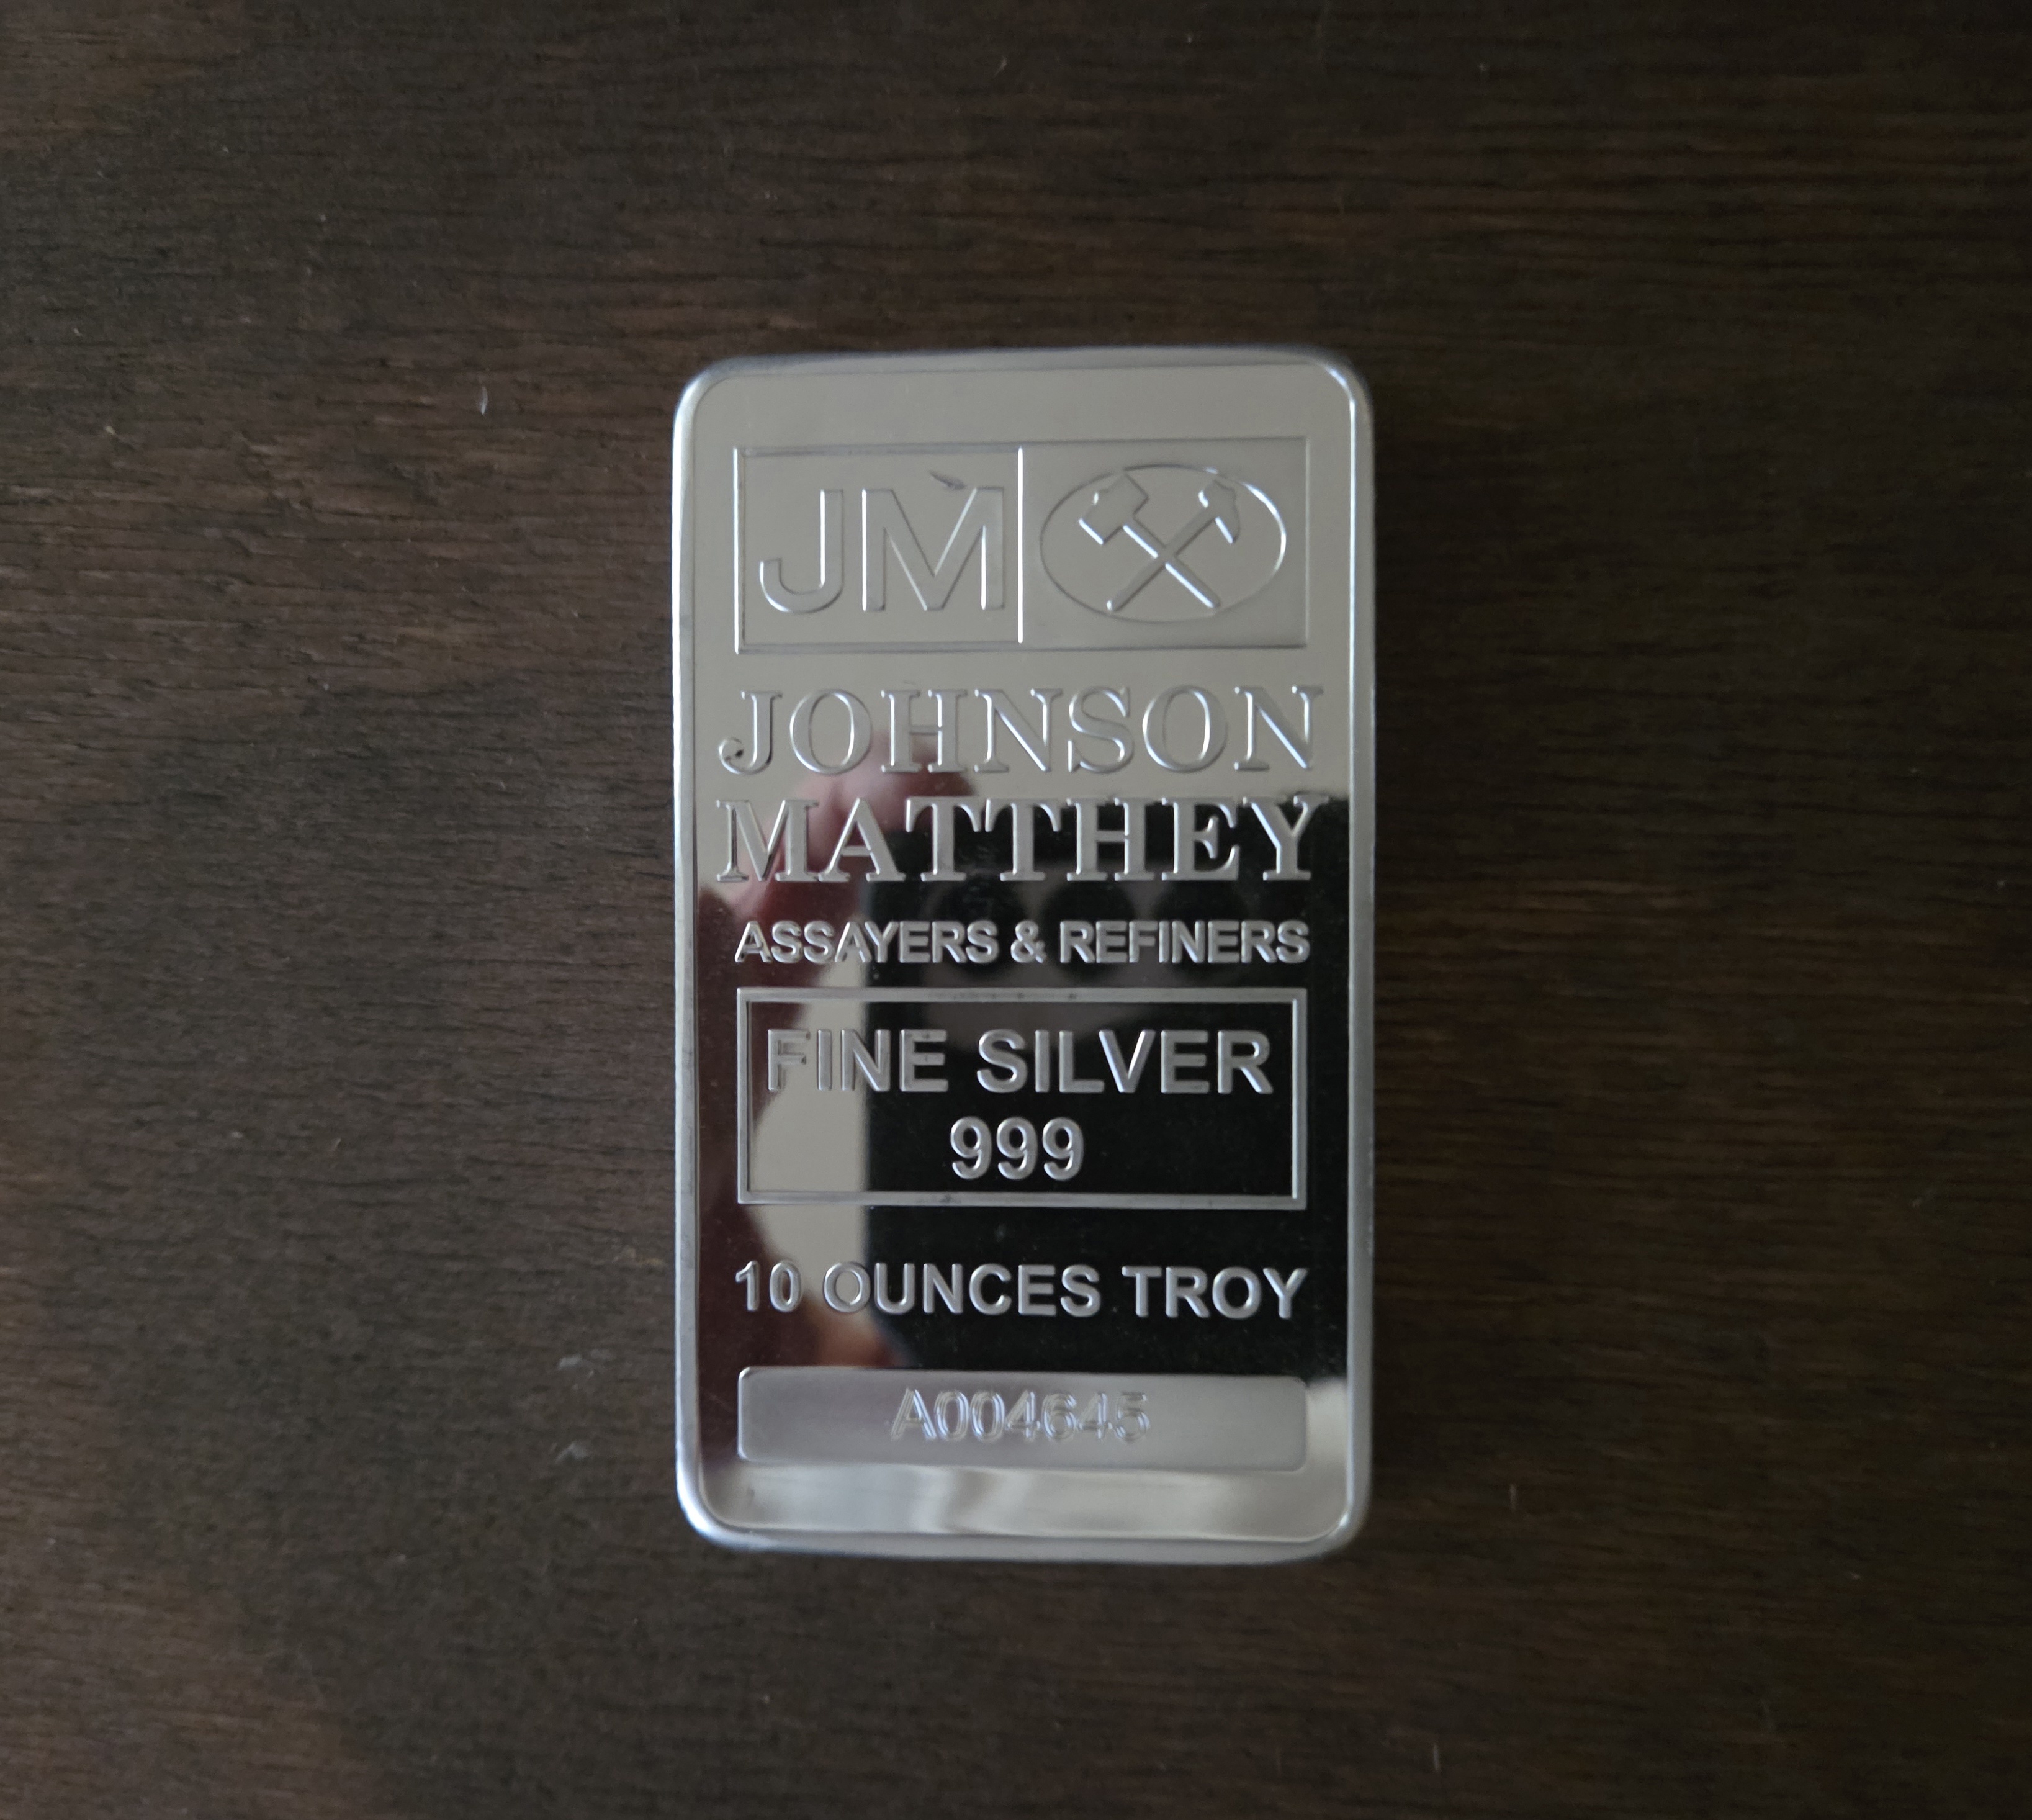 JM
JOHNSON
MATTHEY
ASSAYERS & REFINERS
FINE SILVER
999
10 OUNCES TROY
A004645